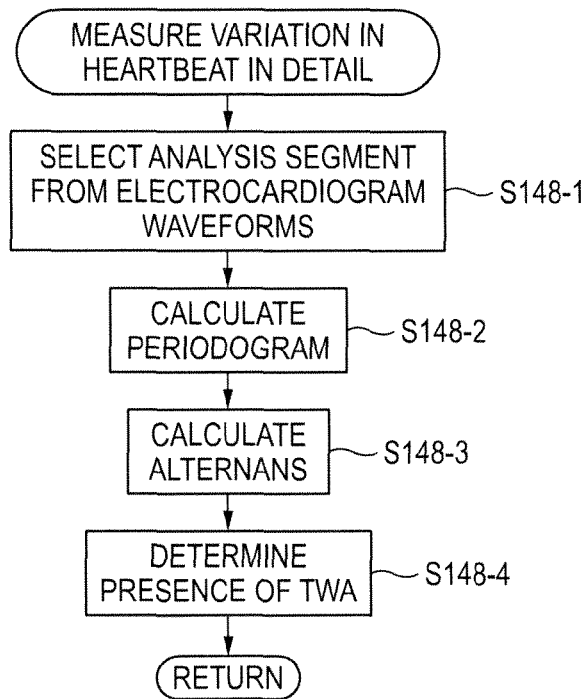 MEASURE VARIATION IN
HEARTBEAT IN DETAIL
SELECT ANALYSIS SEGMENT
FROM ELECTROCARDIOGRAM
WAVEFORMS
S148-1
CALCULATE
PERIODOGRAM
S148-2
CALCULATE
ALTERNANS
S148-3
DETERMINE
PRESENCE OF TWA
S148-4
RETURN